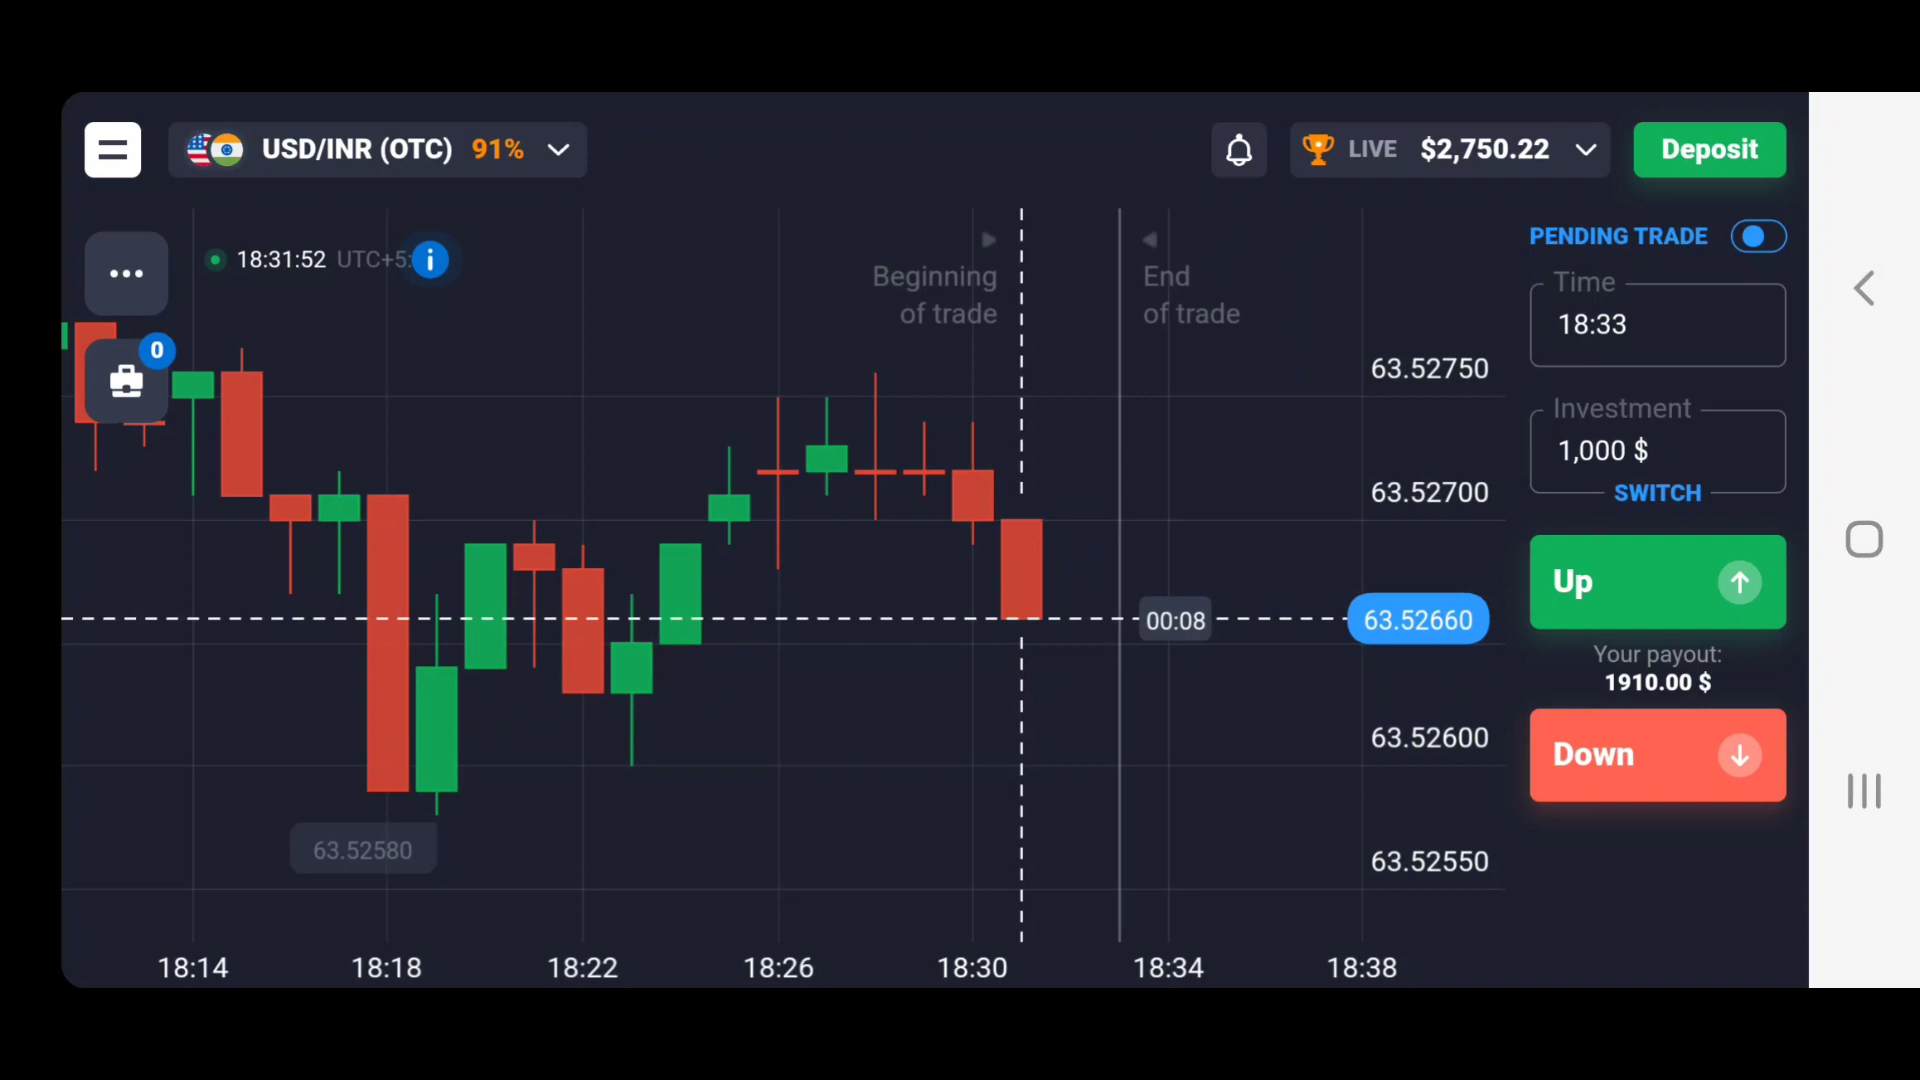 USD/INR (OTC) 91%
LIVE $2,750.22
Deposit
18:31:52 UTC+5:
i
Beginning
of trade
End
of trade
PENDING TRADE
Time
18:33
0
63.52750
Investment
1,000 $
SWITCH
63.52700
Up
00:08
63.52660
Your payout:
1910.00 $
63.52600
Down
63.52580
63.52550
18:14 18:18 18:22 18:26 18:30 18:34 18:38